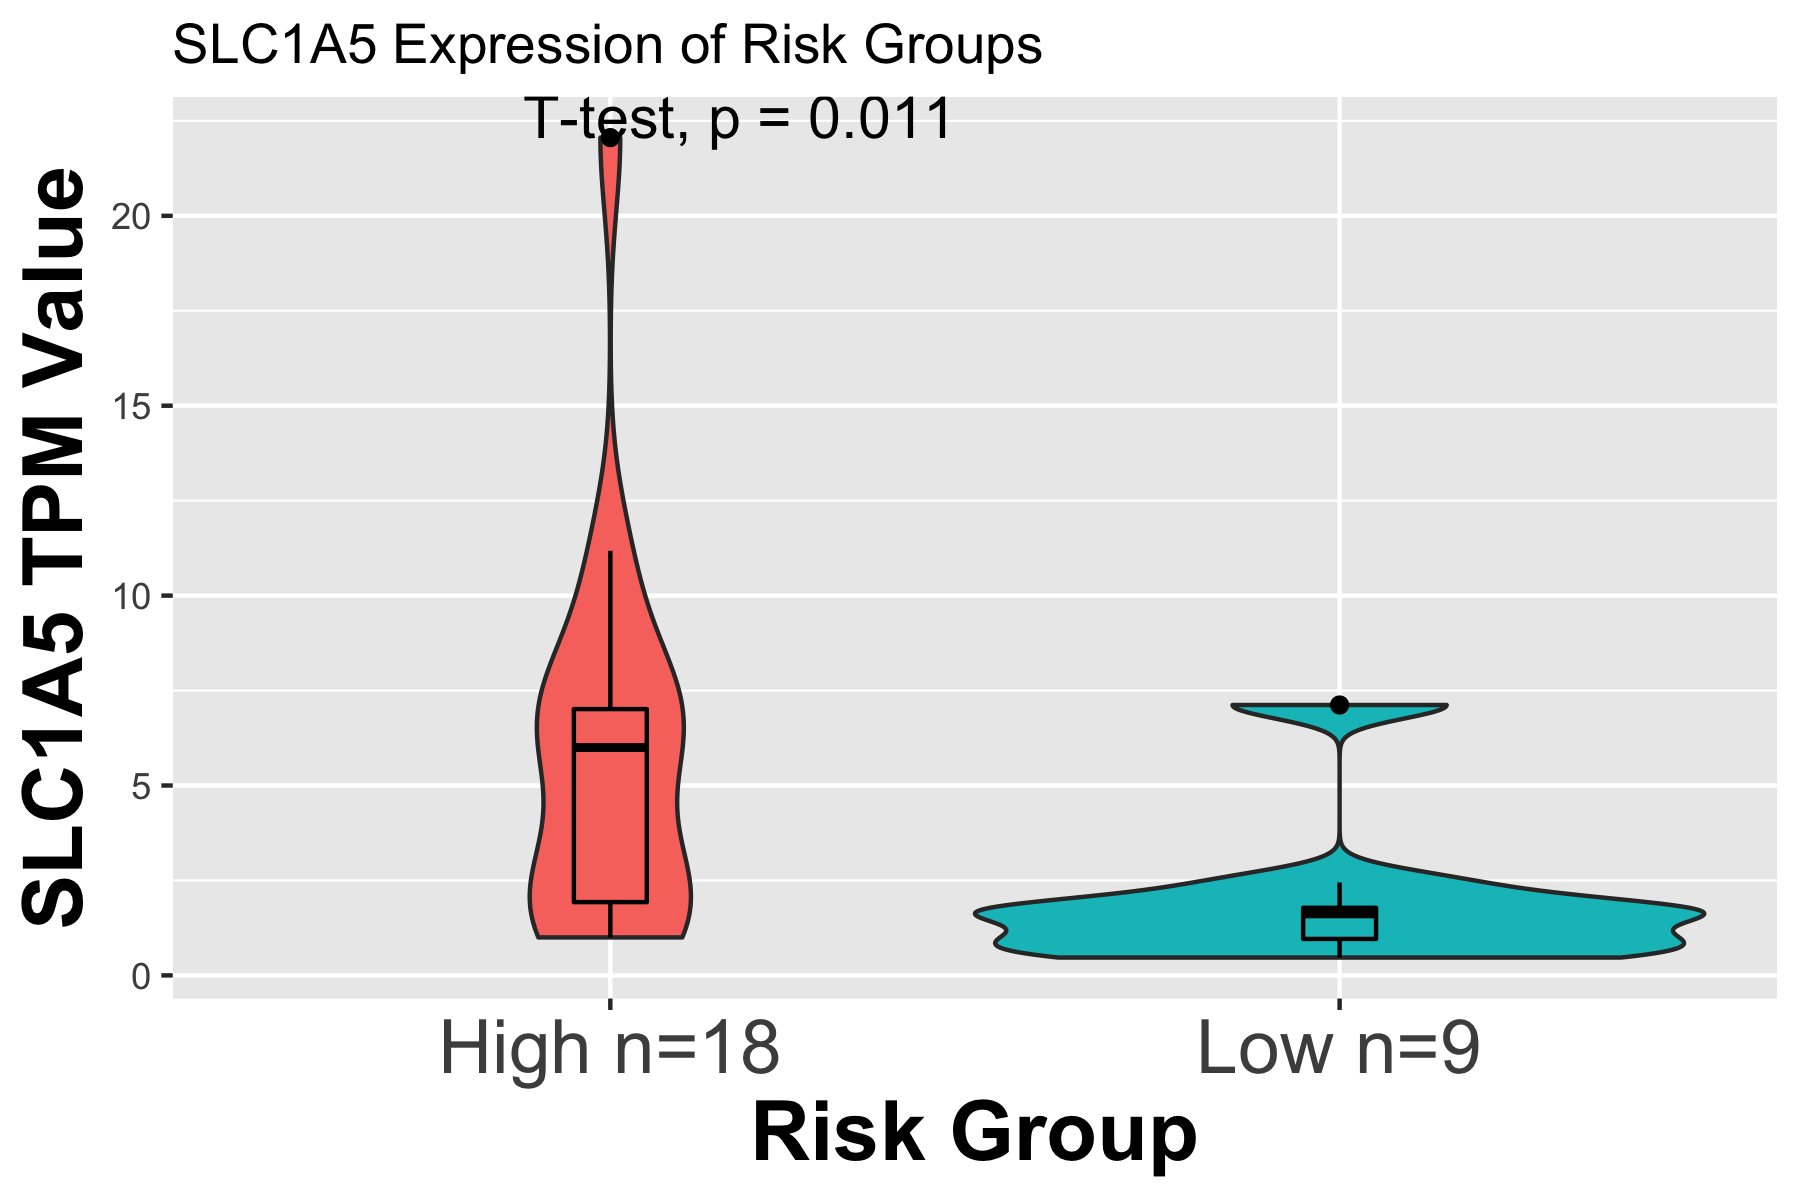 SLC1A5 Expression of Risk Groups
T-test, p = 0.011
SLC1A5 TPM Value
20
15
10
5
0
High n=18
Low n=9
Risk Group